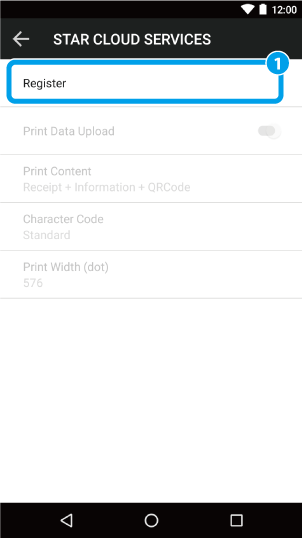 12:00
STAR CLOUD SERVICES
1
Register
Print Data Upload
Print Content
Receipt + Information + QRCode
Character Code
Standard
Print Width (dot)
576